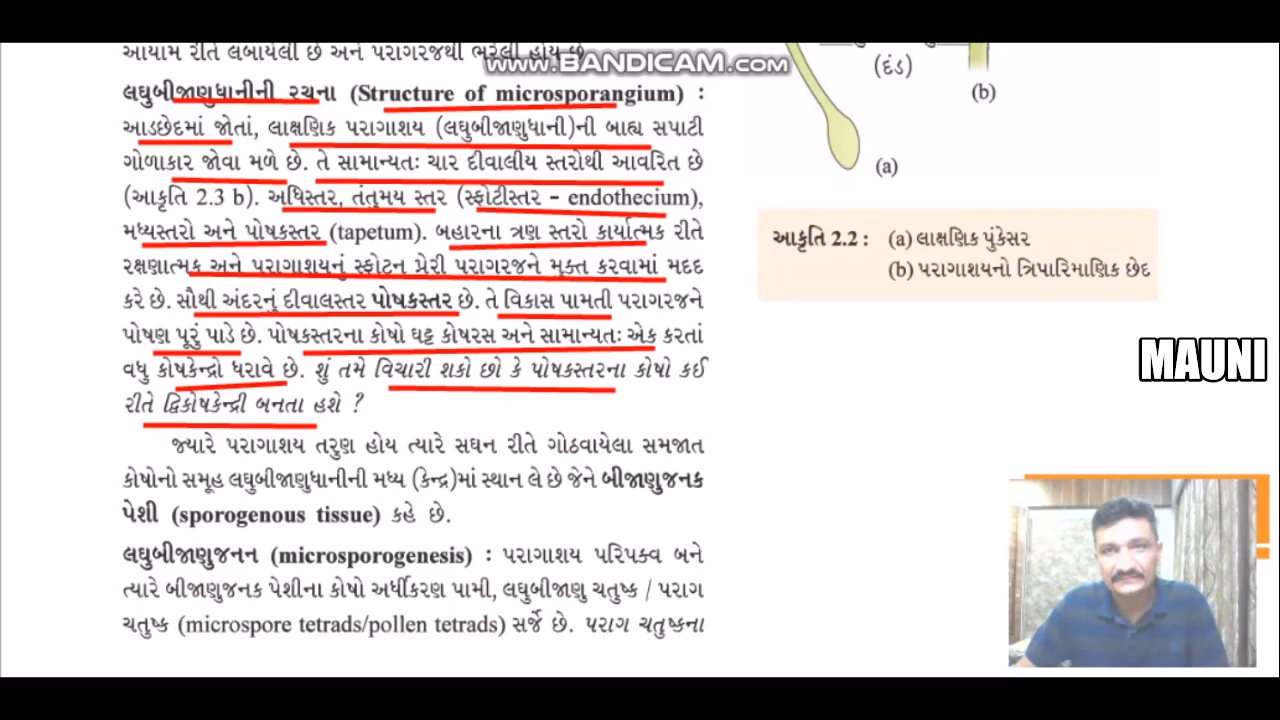 આયામ રીતે લંબાયેલી છે અને પરાગરજથી ભરેલી હોય છે.
www.BANDICAM.com
લઘુબીજાણુધાનીની રચના (Structure of microsporangium) :
આડછેદમાં જોતાં, લાક્ષણિક પરાગાશય (લઘુબીજાણુધાની)ની બાહ્ય સપાટી
ગોળાકાર જોવા મળે છે. તે સામાન્યતઃ ચાર દીવાલીય સ્તરોથી આવરિત છે
(આકૃતિ 2.3 b). અધિસ્તર, તંતુમય સ્તર (સ્ફોટીસ્તર – endothecium),
મધ્યસ્તરો અને પોષકસ્તર (tapetum). બહારના ત્રણ સ્તરો કાર્યાત્મક રીતે
રક્ષણાત્મક અને પરાગાશયનું સ્ફોટન પ્રેરી પરાગરજને મુક્ત કરવામાં મદદ
કરે છે. સૌથી અંદરનું દીવાલસ્તર પોષકસ્તર છે. તે વિકાસ પામતી પરાગરજને
પોષણ પૂરું પાડે છે. પોષકસ્તરના કોષો ઘટ્ટ કોષરસ અને સામાન્યતઃ એક કરતાં
વધુ કોષકેન્દ્રો ધરાવે છે. શું તમે વિચારી શકો છો કે પોષકસ્તરના કોષો કઈ
રીતે દ્વિકોષકેન્દ્રી બનતા હશે ?
જ્યારે પરાગાશય તરુણ હોય ત્યારે સઘન રીતે ગોઠવાયેલા સમજાત
કોષોનો સમૂહ લઘુબીજાણુધાનીની મધ્ય (કેન્દ્ર)માં સ્થાન લે છે જેને બીજાણુજનક
પેશી (sporogenous tissue) કહે છે.
લઘુબીજાણુજનન (microsporogenesis) : પરાગાશય પરિપક્વ બને
ત્યારે બીજાણુજનક પેશીના કોષો અર્ધીકરણ પામી, લઘુબીજાણુ ચતુષ્ક / પરાગ
ચતુષ્ક (microspore tetrads/pollen tetrads) સર્જે છે. પરાગ ચતુષ્કના
(દંડ)
(b)
(a)
આકૃતિ 2.2 : (a) લાક્ષણિક પુંકેસર
(b) પરાગાશયનો ત્રિપારિમાણિક છેદ
MAUNI